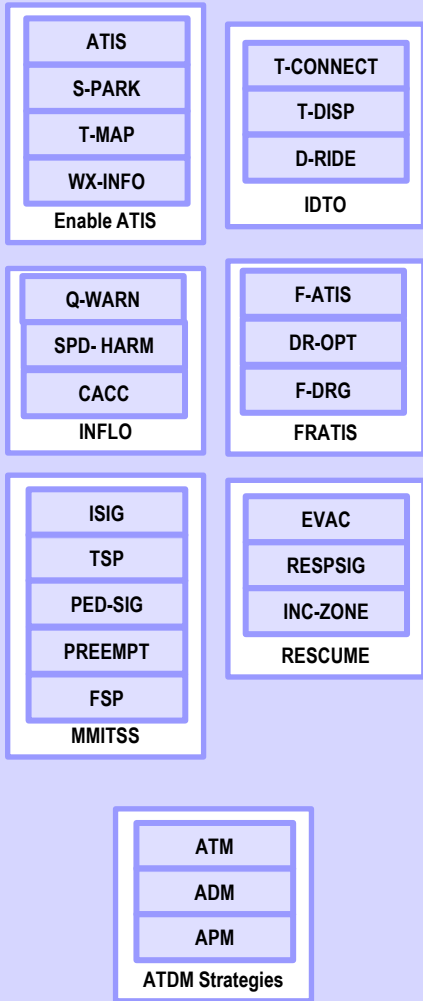 ATIS
S-PARK
T-MAP
WX-INFO
Enable ATIS
T-CONNECT
T-DISP
D-RIDE
IDTO
Q-WARN
SPD- HARM
CACC
INFLO
F-ATIS
DR-OPT
F-DRG
FRATIS
ISIG
TSP
PED-SIG
PREEMPT
FSP
MMITSS
EVAC
RESPSIG
INC-ZONE
RESCUME
ATM
ADM
APM
ATDM Strategies